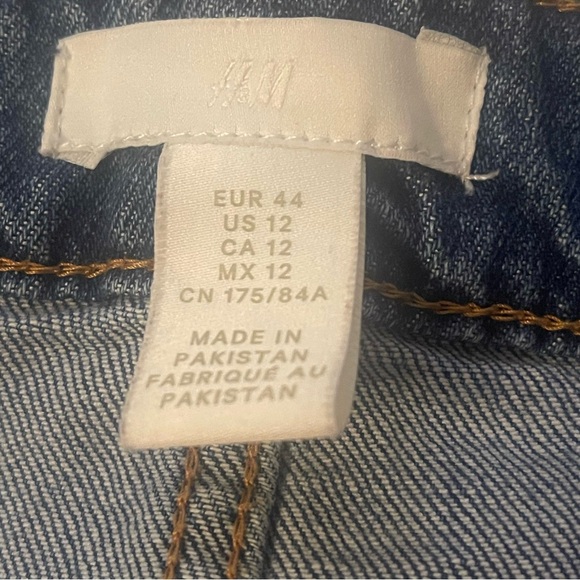 H&M
EUR 44
US 12
CA 12
MX 12
CN 175/84A
MADE IN
PAKISTAN
FABRIQUÉ AU
PAKISTAN